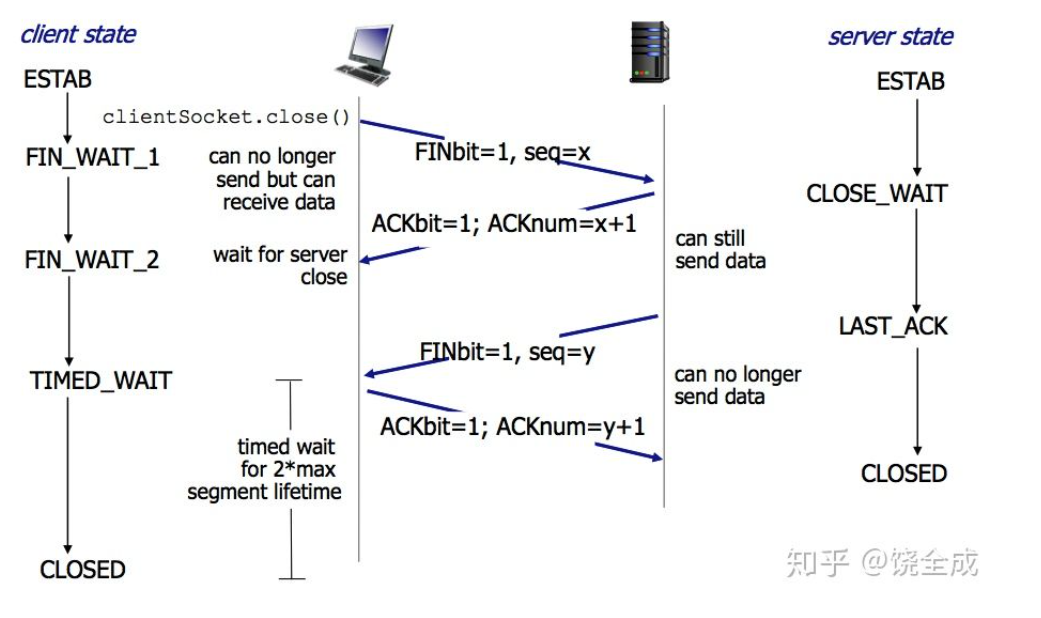 client state
server state
ESTAB
ESTAB
clientSocket.close()
FINbit=1, seq=x
FIN_WAIT_1
can no longer
send but can
receive data
CLOSE_WAIT
ACKbit=1; ACKnum=x+1
can still
send data
FIN_WAIT_2
wait for server
close
LAST_ACK
FINbit=1, seq=y
TIMED_WAIT
can no longer
send data
ACKbit=1; ACKnum=y+1
timed wait
for 2*max
segment lifetime
CLOSED
CLOSED
知乎 @饶全成